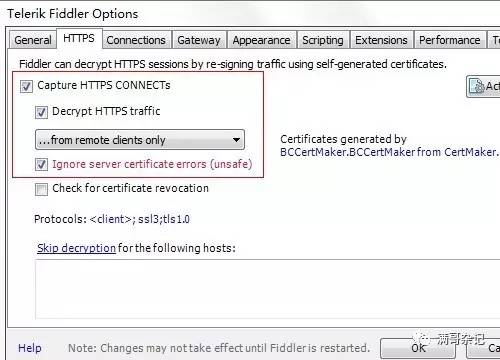 Telerik Fiddler Options
General HTTPS Connections Gateway Appearance Scripting Extensions Performance
Fiddler can decrypt HTTPS sessions by re-signing traffic using self-generated certificates.
Capture HTTPS CONNECTs
Decrypt HTTPS traffic
...from remote clients only
Ignore server certificate errors (unsafe)
Check for certificate revocation
Certificates generated by
BCCertMaker.BCCertMaker from CertMaker.
Protocols: <client>; ssl3;tls1.0
Skip decryption for the following hosts:
Help
Note: Changes may not take effect until Fiddler is restarted.
OK
满哥杂记